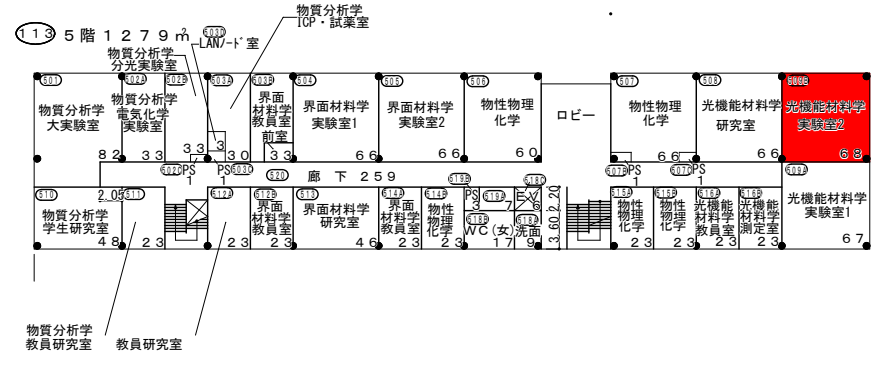 113 5階1279㎡
物質分析学
ICP・試薬室
503D
LANノード室
物質分析学
分光実験室
501
物質分析学
大実験室
82
502A
物質分析学
電気化学
実験室
33
502B
33
503A
3
30
503B
界面
材料学
教員室
前室
33
504
界面材料学
実験室1
66
505
界面材料学
実験室2
66
506
物性物理
化学
60
ロビー
507
物性物理
化学
66
508
光機能材料学
研究室
66
509B
光機能材料学
実験室2
68
502C
PS
1
PS
1
503C
520
廊下 259
507B
PS
1
507C
PS
1
509A
光機能材料学
実験室1
67
510
物質分析学
学生研究室
48
2.05
511
23
512A
23
512B
界面
材料学
教員室
23
513
界面材料学
研究室
46
514A
界面
材料学
教員室
23
514B
物性
物理
化学
23
519B
PS
3
519A
7
518C
EV
6
518B
WC(女)
17
518A
洗面
9
2.20
3.60
515A
物性
物理
化学
23
515B
物性
物理
化学
23
516A
光機能
材料学
教員室
23
516B
光機能
材料学
測定室
23
物質分析学
教員研究室
教員研究室